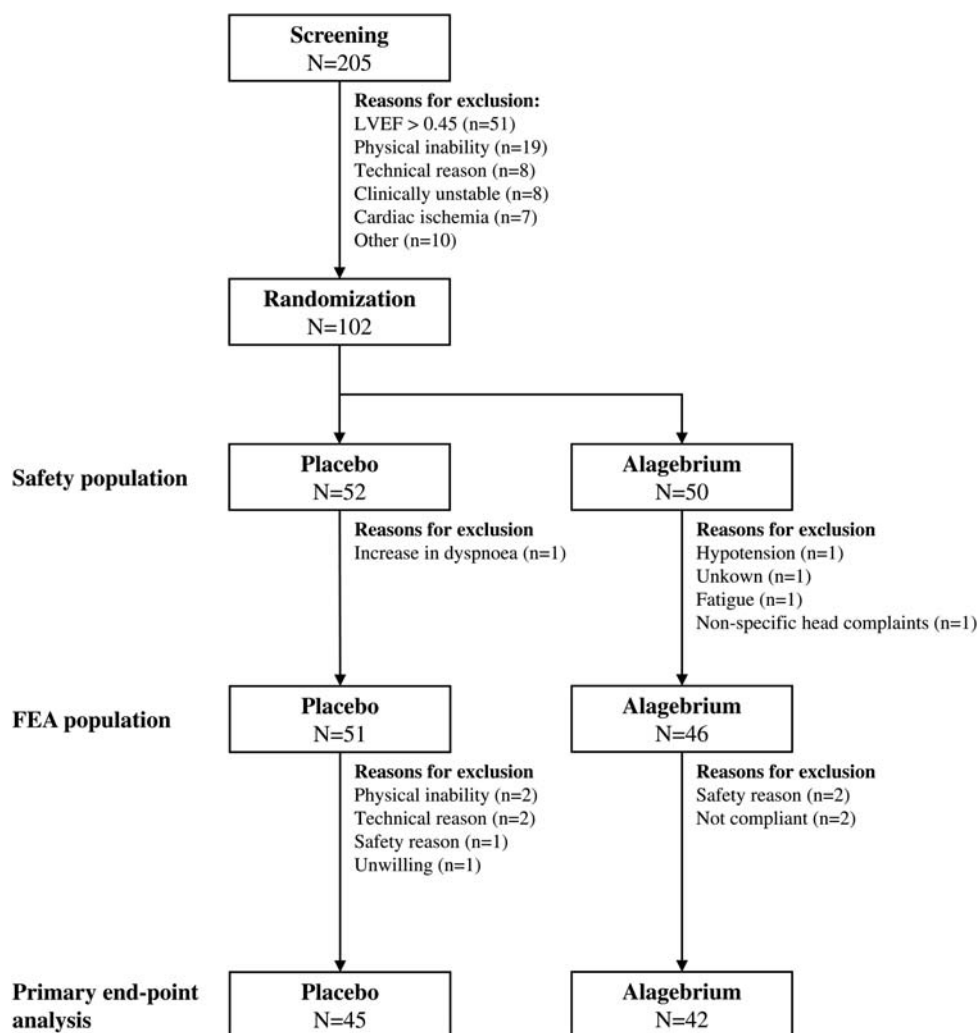 Screening
N=205
Reasons for exclusion:
LVEF > 0.45 (n=51)
Physical inability (n=19)
Technical reason (n=8)
Clinically unstable (n=8)
Cardiac ischemia (n=7)
Other (n=10)
Randomization
N=102
Safety population
Placebo
N=52
Alagebrium
N=50
Reasons for exclusion
Increase in dyspnoea (n=1)
Reasons for exclusion
Hypotension (n=1)
Unkown (n=1)
Fatigue (n=1)
Non-specific head complaints (n=1)
FEA population
Placebo
N=51
Alagebrium
N=46
Reasons for exclusion
Physical inability (n=2)
Technical reason (n=2)
Safety reason (n=1)
Unwilling (n=1)
Reasons for exclusion
Safety reason (n=2)
Not compliant (n=2)
Primary end-point
analysis
Placebo
N=45
Alagebrium
N=42